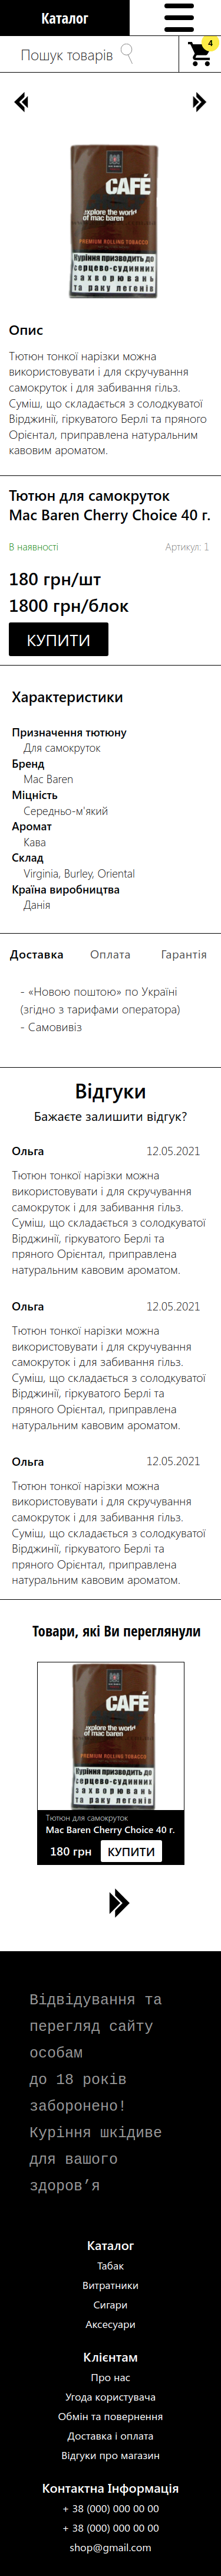 Каталог
Пошук товарів
4
CAFÉ
explore the world
of mac baren
PREMIUM ROLLING TOBACCO
Куріння призводить до
серцево-судинних
захворювань та
раку легенів
Опис
Тютюн тонкої нарізки можна
використовувати і для скручування
самокруток і для забивання гільз.
Суміш, що складається з солодкуватої
Вірджинії, гіркуватого Берлі та пряного
Орієнтал, приправлена натуральним
кавовим ароматом.
Тютюн для самокруток
Mac Baren Cherry Choice 40 г.
В наявності Артикул: 1
180 грн/шт
1800 грн/блок
КУПИТИ
Характеристики
Призначення тютюну
Для самокруток
Бренд
Mac Baren
Міцність
Середньо-м'який
Аромат
Кава
Склад
Virginia, Burley, Oriental
Країна виробництва
Данія
Доставка Оплата Гарантія
- «Новою поштою» по Україні
(згідно з тарифами оператора)
- Самовивіз
Відгуки
Бажаєте залишити відгук?
Ольга 12.05.2021
Тютюн тонкої нарізки можна
використовувати і для скручування
самокруток і для забивання гільз.
Суміш, що складається з солодкуватої
Вірджинії, гіркуватого Берлі та
пряного Орієнтал, приправлена
натуральним кавовим ароматом.
Ольга 12.05.2021
Тютюн тонкої нарізки можна
використовувати і для скручування
самокруток і для забивання гільз.
Суміш, що складається з солодкуватої
Вірджинії, гіркуватого Берлі та
пряного Орієнтал, приправлена
натуральним кавовим ароматом.
Ольга 12.05.2021
Тютюн тонкої нарізки можна
використовувати і для скручування
самокруток і для забивання гільз.
Суміш, що складається з солодкуватої
Вірджинії, гіркуватого Берлі та
пряного Орієнтал, приправлена
натуральним кавовим ароматом.
Товари, які Ви переглянули
CAFÉ
explore the world
of mac baren
PREMIUM ROLLING TOBACCO
Куріння призводить до
серцево-судинних
захворювань та
раку легенів
Тютюн для самокруток
Mac Baren Cherry Choice 40 г.
180 грн КУПИТИ
Відвідування та
перегляд сайту
особам
до 18 років
заборонено!
Куріння шкідиве
для вашого
здоров’я
Каталог
Табак
Витратники
Сигари
Аксесуари
Клієнтам
Про нас
Угода користувача
Обмін та повернення
Доставка і оплата
Відгуки про магазин
Контактна Інформація
+ 38 (000) 000 00 00
+ 38 (000) 000 00 00
shop@gmail.com